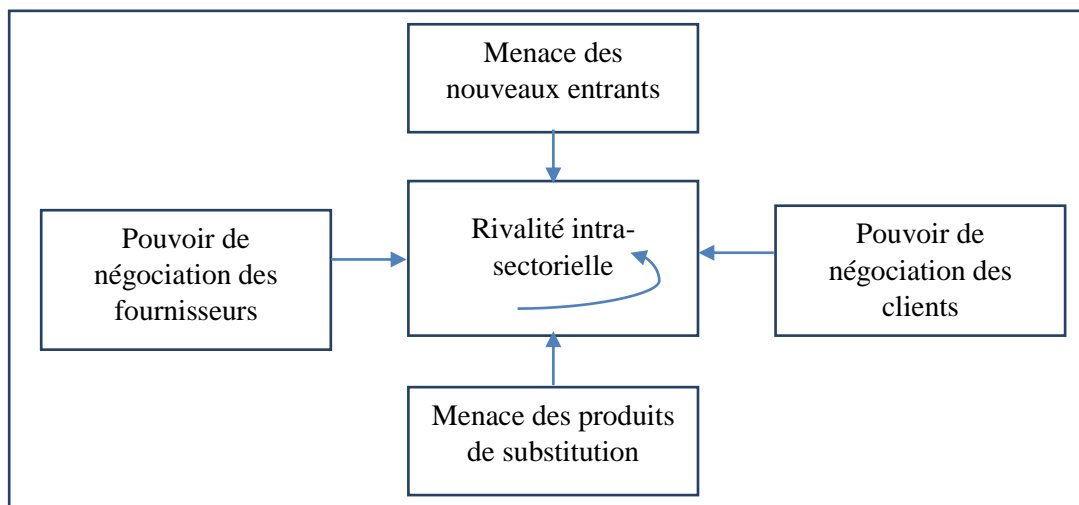 Menace des
nouveaux entrants
Pouvoir de
négociation des
fournisseurs
Rivalité intra-
sectorielle
Pouvoir de
négociation des
clients
Menace des produits
de substitution